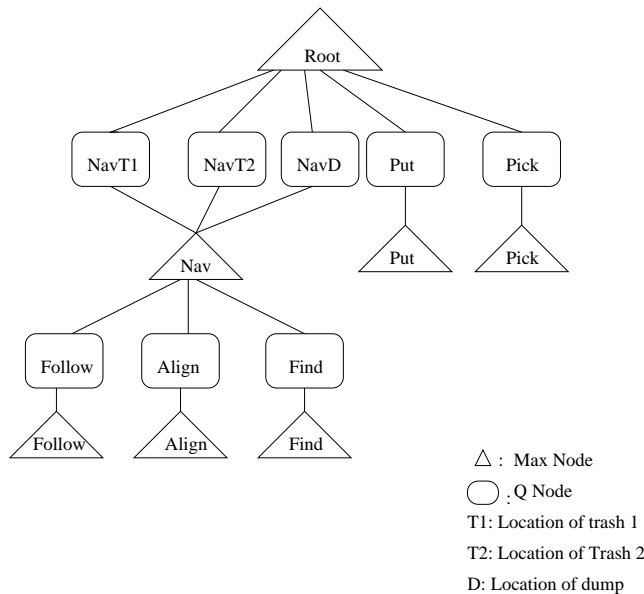 Root
NavT1 NavT2 NavD Put Pick
Nav Put Pick
Follow Align Find
Follow Align Find
: Max Node
: Q Node
T1: Location of trash 1
T2: Location of Trash 2
D: Location of dump